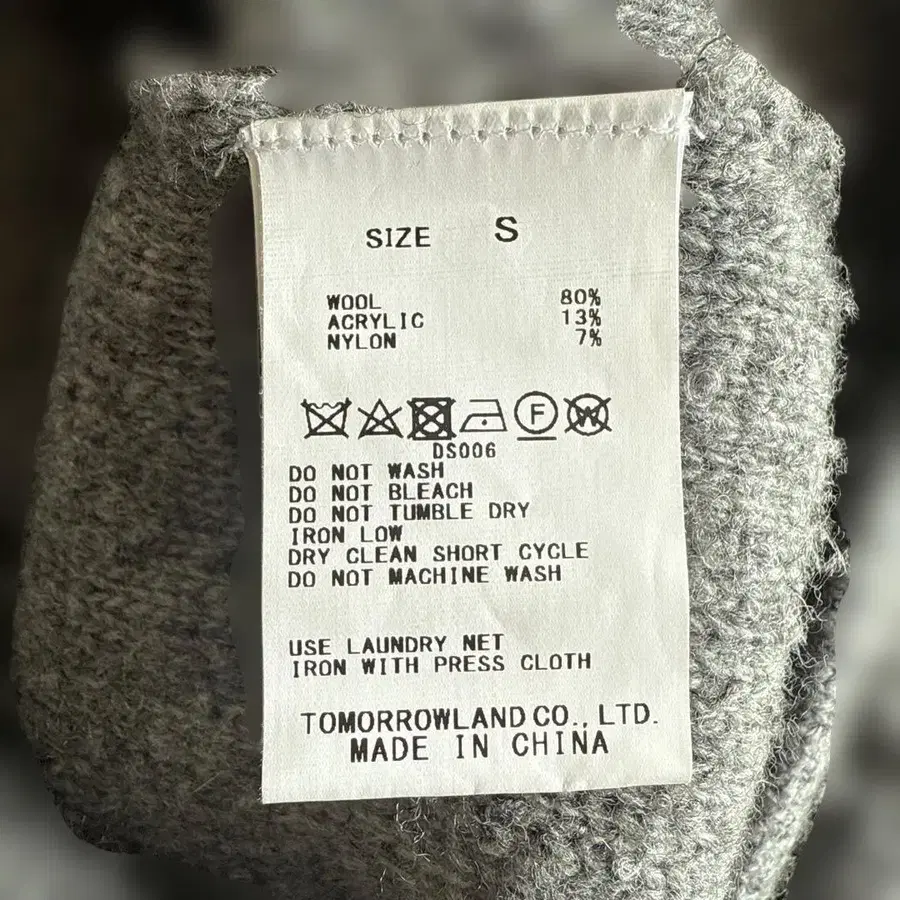 SIZE S
WOOL 80%
ACRYLIC 13%
NYLON 7%
F W
DS006
DO NOT WASH
DO NOT BLEACH
DO NOT TUMBLE DRY
IRON LOW
DRY CLEAN SHORT CYCLE
DO NOT MACHINE WASH
USE LAUNDRY NET
IRON WITH PRESS CLOTH
TOMORROWLAND CO., LTD.
MADE IN CHINA